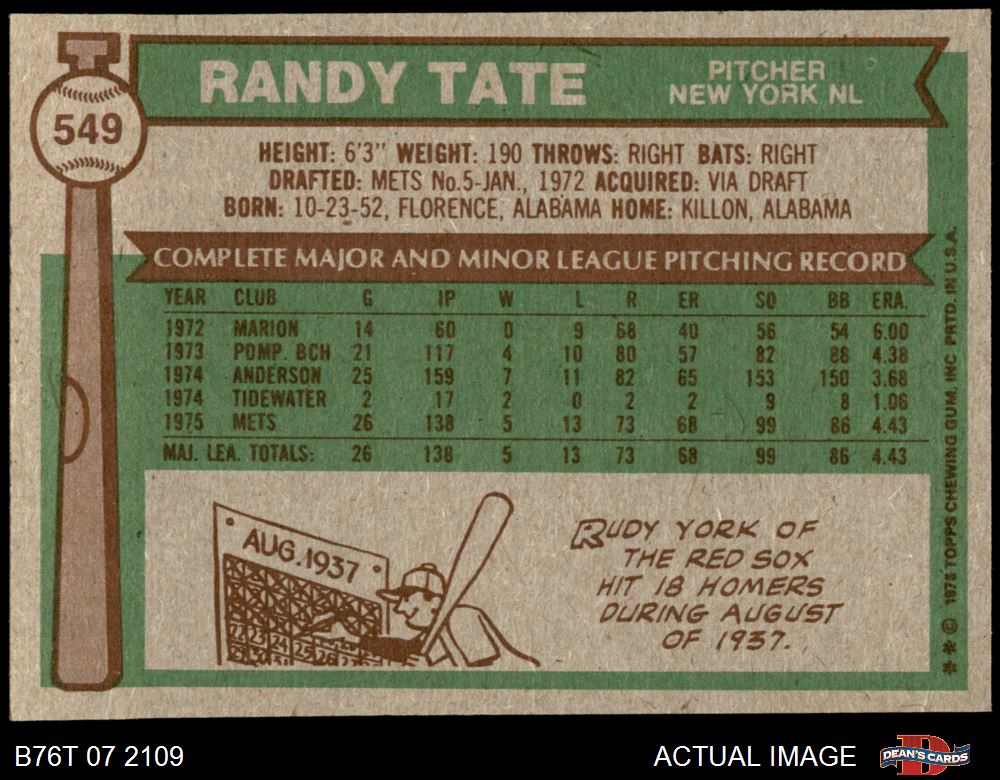 549
RANDY TATE
PITCHER
NEW YORK NL
HEIGHT: 6'3" WEIGHT: 190 THROWS: RIGHT BATS: RIGHT
DRAFTED: METS No.5-JAN., 1972 ACQUIRED: VIA DRAFT
BORN: 10-23-52, FLORENCE, ALABAMA HOME: KILLON, ALABAMA
COMPLETE MAJOR AND MINOR LEAGUE PITCHING RECORD
YEAR CLUB G IP W L R ER SO BB ERA.
1972 MARION 14 60 0 9 68 40 56 54 6.00
1973 POMP. BCH 21 117 4 10 80 57 82 88 4.38
1974 ANDERSON 25 159 7 11 82 65 153 150 3.68
1974 TIDEWATER 2 17 2 0 2 2 9 8 1.06
1975 METS 26 138 5 13 73 68 99 86 4.43
MAJ. LEA. TOTALS: 26 138 5 13 73 68 99 86 4.43
AUG. 1937
RUDY YORK OF
THE RED SOX
HIT 18 HOMERS
DURING AUGUST
OF 1937.
** © 1976 TOPPS CHEWING GUM, INC PRTD. IN U.S.A.
B76T 07 2109
ACTUAL IMAGE
DEAN'S CARDS